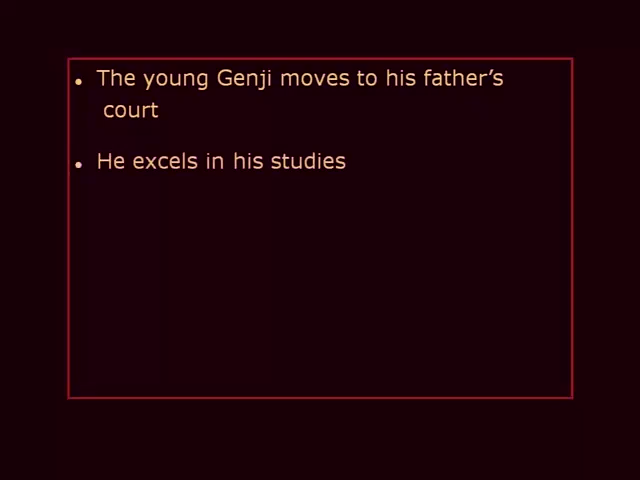 • The young Genji moves to his father’s
court
• He excels in his studies